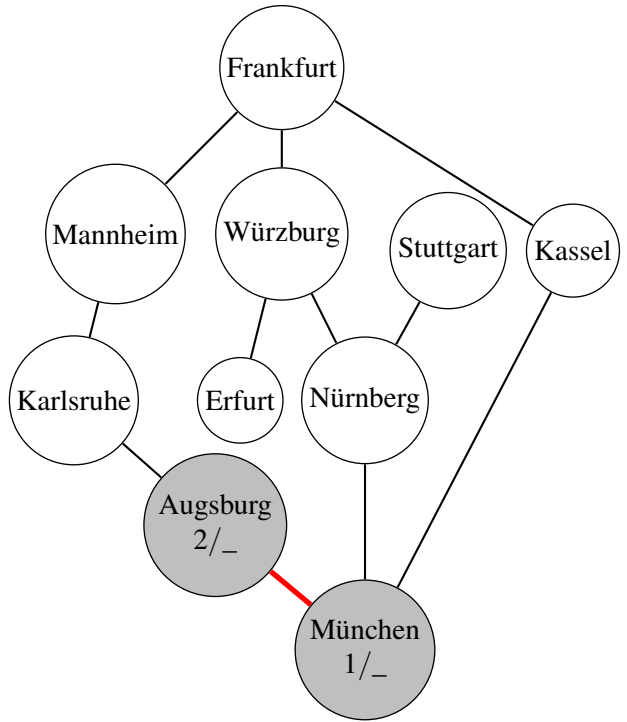 Frankfurt
Mannheim
Würzburg
Stuttgart
Kassel
Karlsruhe
Erfurt
Nürnberg
Augsburg
2/_
München
1/_